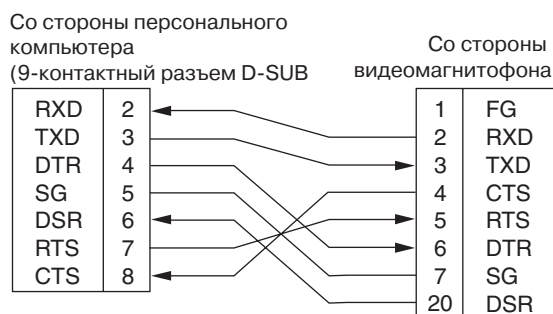 Со стороны персонального
компьютера
(9-контактный разъем D-SUB
Со стороны
видеомагнитофона
RXD 2
TXD 3
DTR 4
SG 5
DSR 6
RTS 7
CTS 8
1 FG
2 RXD
3 TXD
4 CTS
5 RTS
6 DTR
7 SG
20 DSR